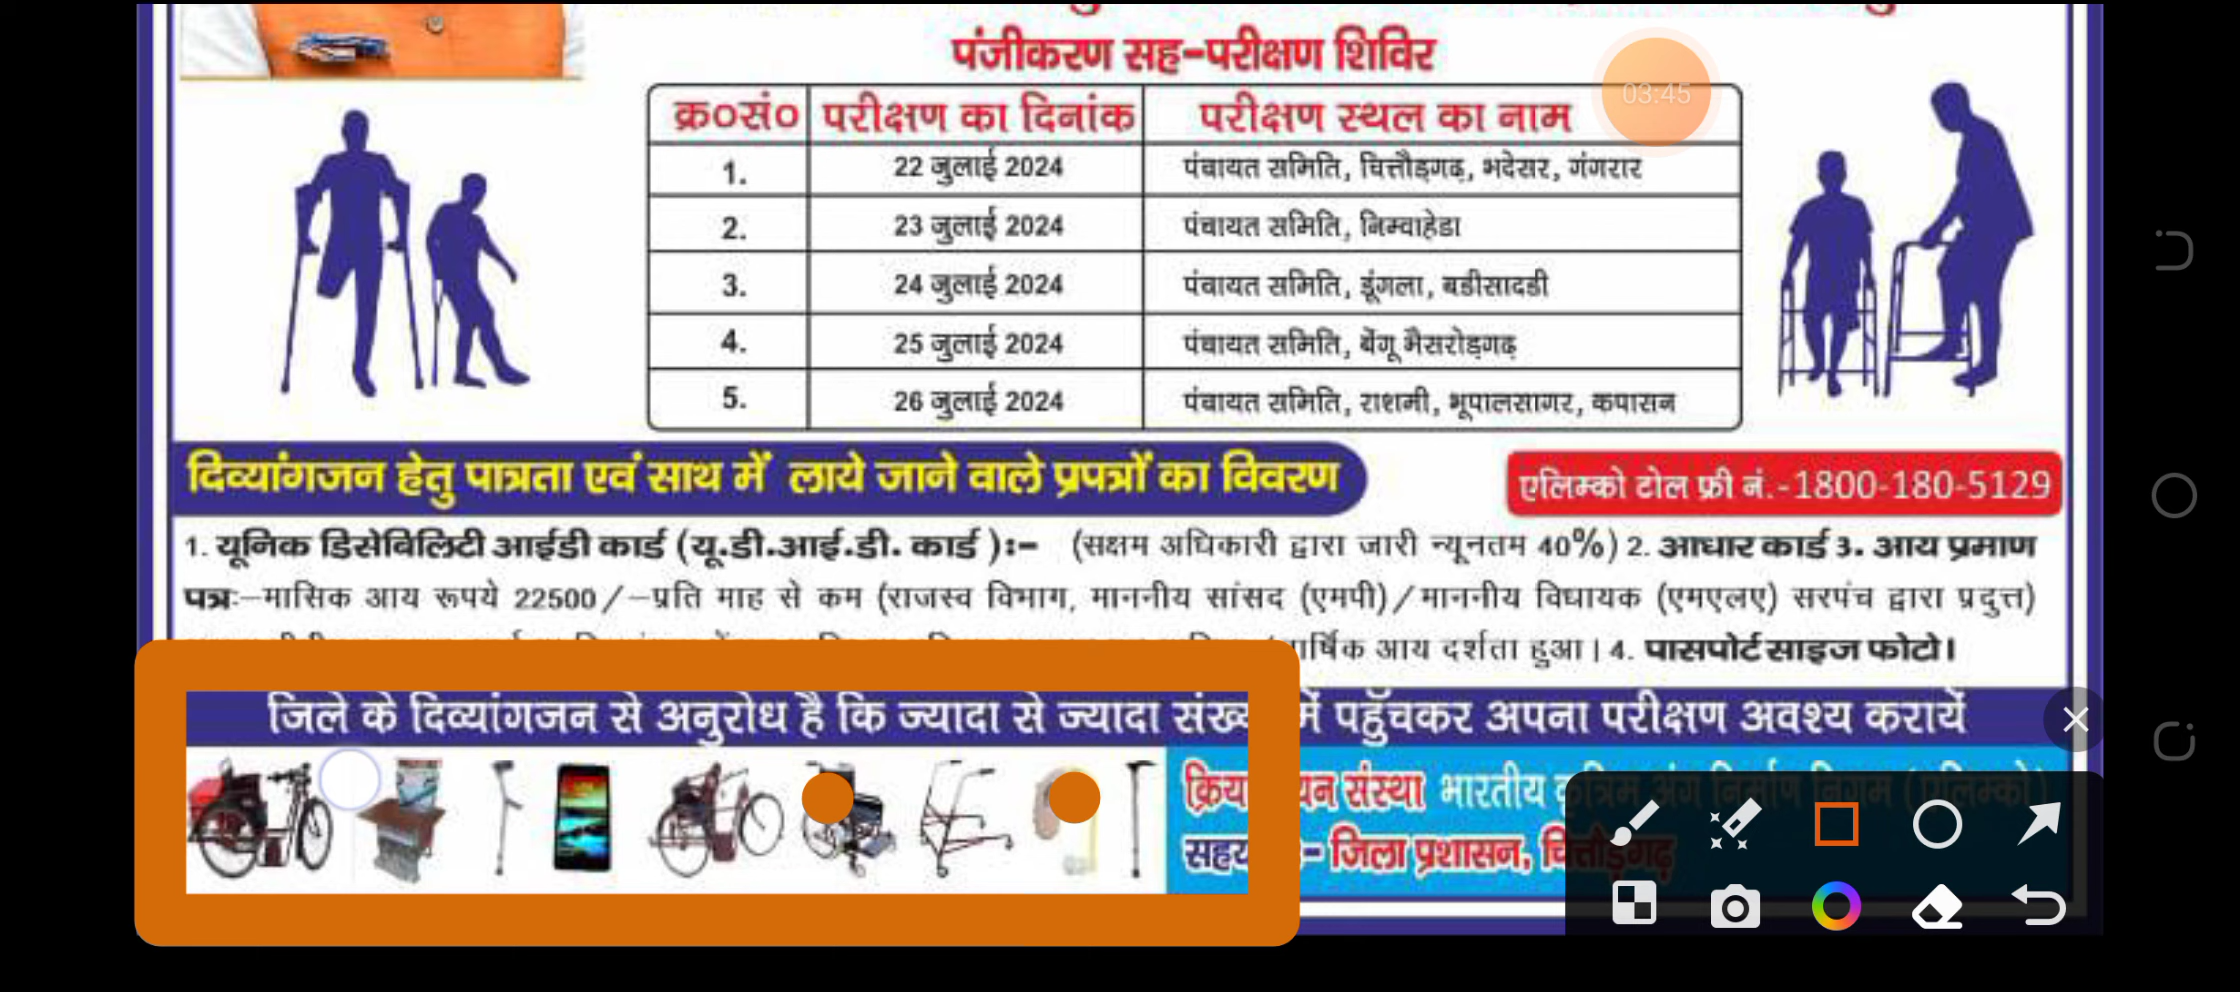 पंजीकरण सह-परीक्षण शिविर
03:45
क्र०सं० परीक्षण का दिनांक परीक्षण स्थल का नाम
1. 22 जुलाई 2024 पंचायत समिति, चित्तौड़गढ़, भदेसर, गंगरार
2. 23 जुलाई 2024 पंचायत समिति, निम्वाहेडा
3. 24 जुलाई 2024 पंचायत समिति, डूंगला, बडीसादडी
4. 25 जुलाई 2024 पंचायत समिति, बेंगू भैसरोड़गढ़
5. 26 जुलाई 2024 पंचायत समिति, राशमी, भूपालसागर, कपासन
दिव्यांगजन हेतु पात्रता एवं साथ में लाये जाने वाले प्रपत्रों का विवरण
एलिम्को टोल फ्री नं.-1800-180-5129
1. यूनिक डिसेबिलिटी आईडी कार्ड (यू.डी.आई.डी. कार्ड ):- (सक्षम अधिकारी द्वारा जारी न्यूनतम 40%) 2. आधार कार्ड 3. आय प्रमाण
पत्र:-मासिक आय रूपये 22500/-प्रति माह से कम (राजस्व विभाग, माननीय सांसद (एमपी)/माननीय विधायक (एमएलए) सरपंच द्वारा प्रदुत्त)
आय दर्शता हुआ | 4. पासपोर्ट साइज फोटो।
जिले के दिव्यांगजन से अनुरोध है कि ज्यादा से ज्यादा में पहुँचकर अपना परीक्षण अवश्य करायें
संस्था भारतीय कृत्रिम अंग निर्माण निगम (एलिम्को)
- जिला प्रशासन, चित्तौड़गढ़